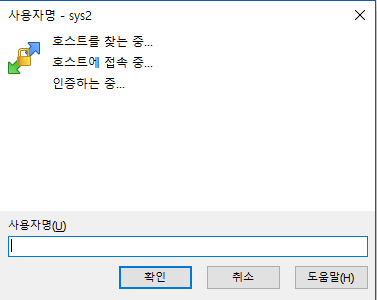 사용자명 - sys2
호스트를 찾는 중...
호스트에 접속 중...
인증하는 중...
사용자명(U)
확인
취소
도움말(H)